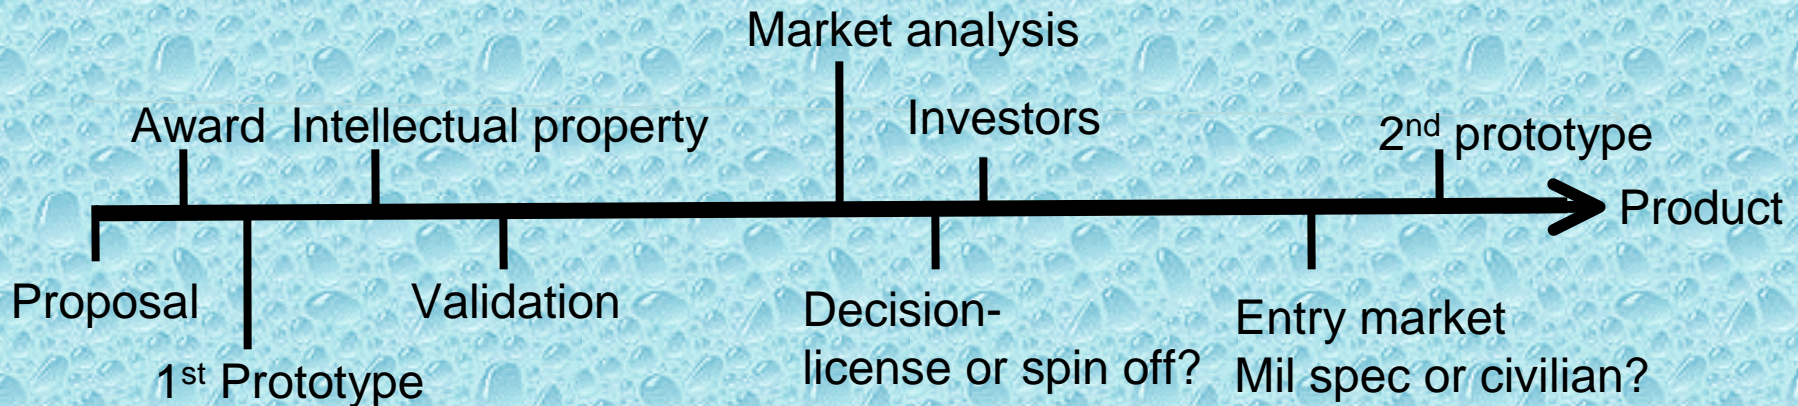 Market analysis
Award
Intellectual property
Investors
2nd prototype
Product
Proposal
Validation
Decision-
license or spin off?
Entry market
Mil spec or civilian?
1st Prototype